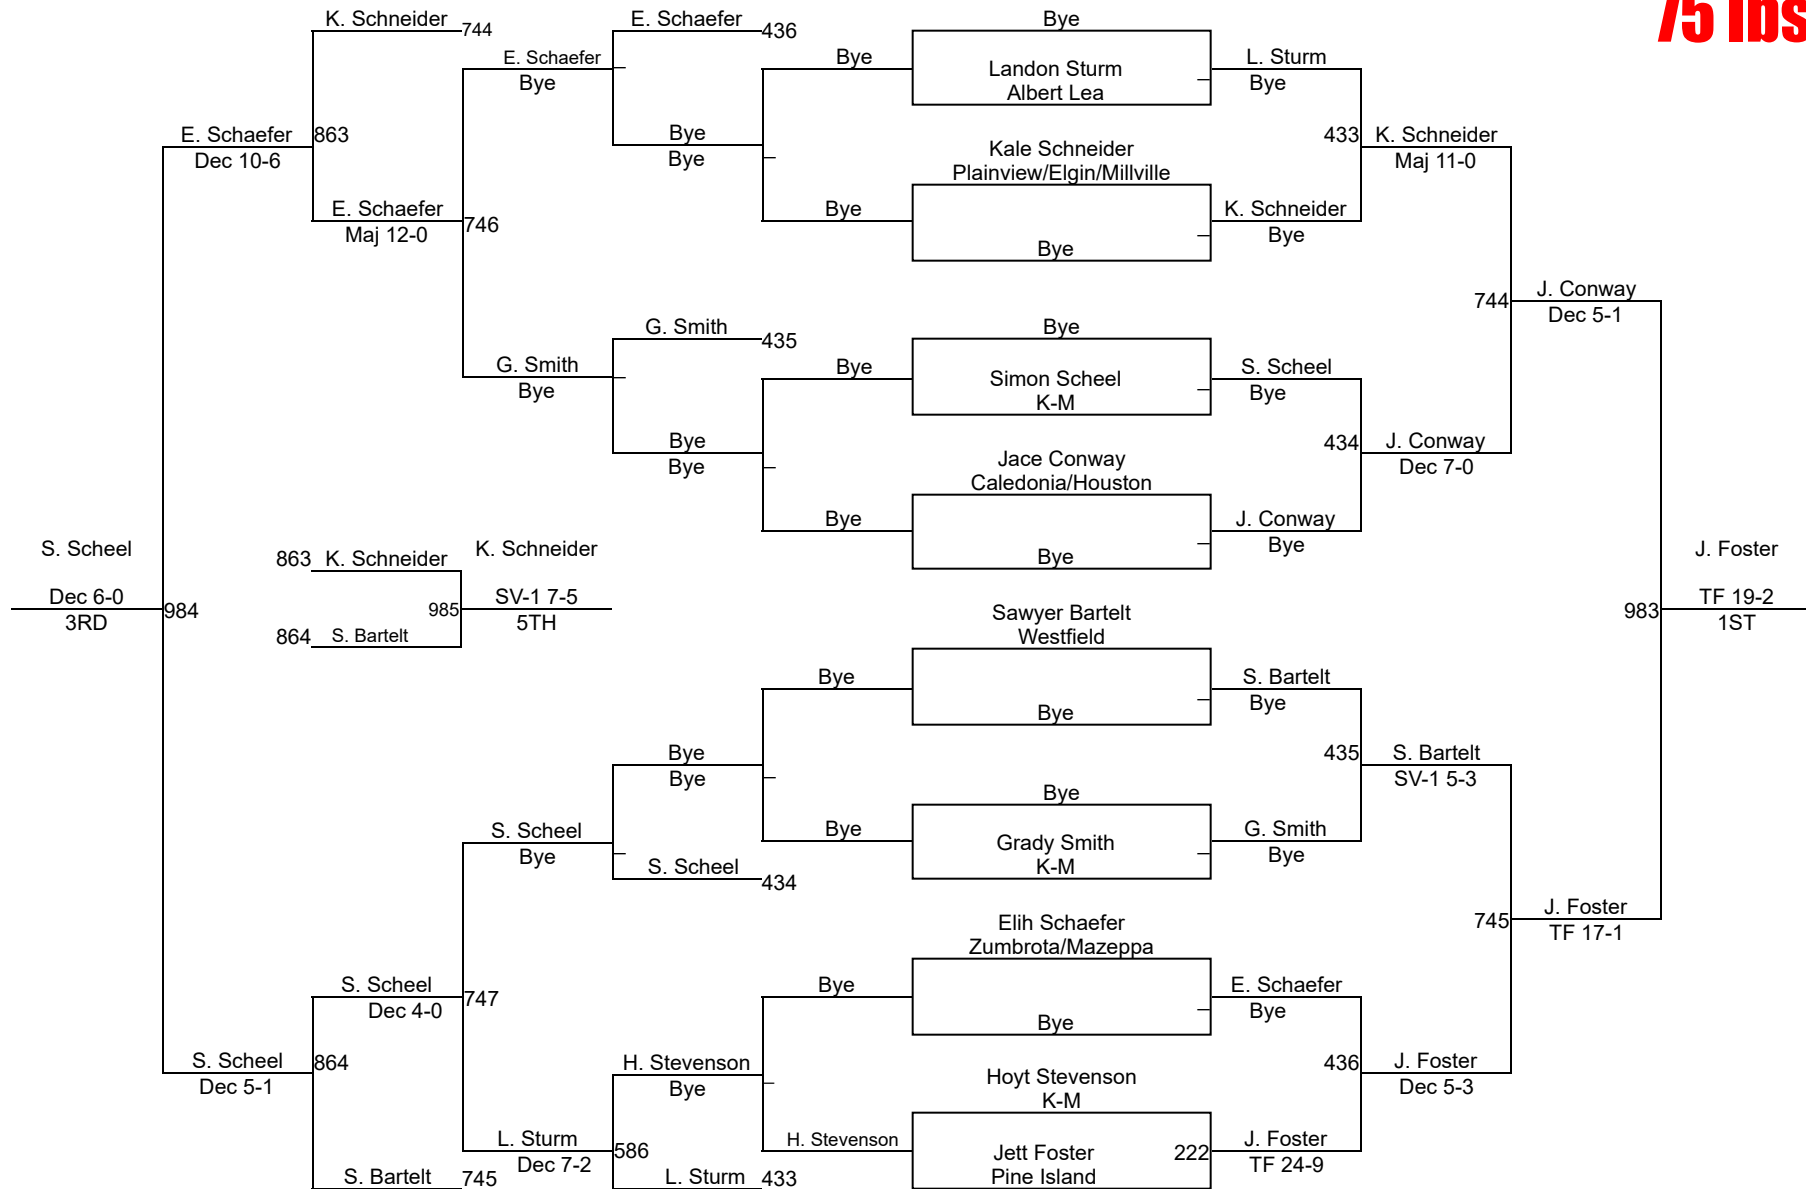 75 lbs
K. Schneider 744
E. Schaefer 436
Bye
E. Schaefer
Bye
Bye
Landon Sturm
Albert Lea
L. Sturm
Bye
E. Schaefer 863
Dec 10-6
Bye
Bye
Kale Schneider
Plainview/Elgin/Millville
433 K. Schneider
Maj 11-0
E. Schaefer 746
Maj 12-0
Bye
Bye
K. Schneider
Bye
744 J. Conway
Dec 5-1
G. Smith 435
Bye
G. Smith
Bye
Bye
Simon Scheel
K-M
S. Scheel
Bye
Bye
Bye
Jace Conway
Caledonia/Houston
434 J. Conway
Dec 7-0
Bye
Bye
J. Conway
Bye
S. Scheel
Dec 6-0 984
3RD
863 K. Schneider
864 S. Bartelt
K. Schneider
985 SV-1 7-5
5TH
J. Foster
983 TF 19-2
1ST
Sawyer Bartelt
Westfield
Bye
Bye
S. Bartelt
Bye
Bye
Bye
435 S. Bartelt
SV-1 5-3
Bye
S. Scheel
Bye
Bye
Grady Smith
K-M
G. Smith
Bye
S. Scheel 434
745 J. Foster
TF 17-1
Elih Schaefer
Zumbrota/Mazeppa
S. Scheel 747
Dec 4-0
Bye
Bye
E. Schaefer
Bye
S. Scheel 864
Dec 5-1
H. Stevenson
Bye
Hoyt Stevenson
K-M
436 J. Foster
Dec 5-3
L. Sturm 586
Dec 7-2
H. Stevenson
Jett Foster 222
Pine Island
J. Foster
TF 24-9
S. Bartelt 745
L. Sturm 433